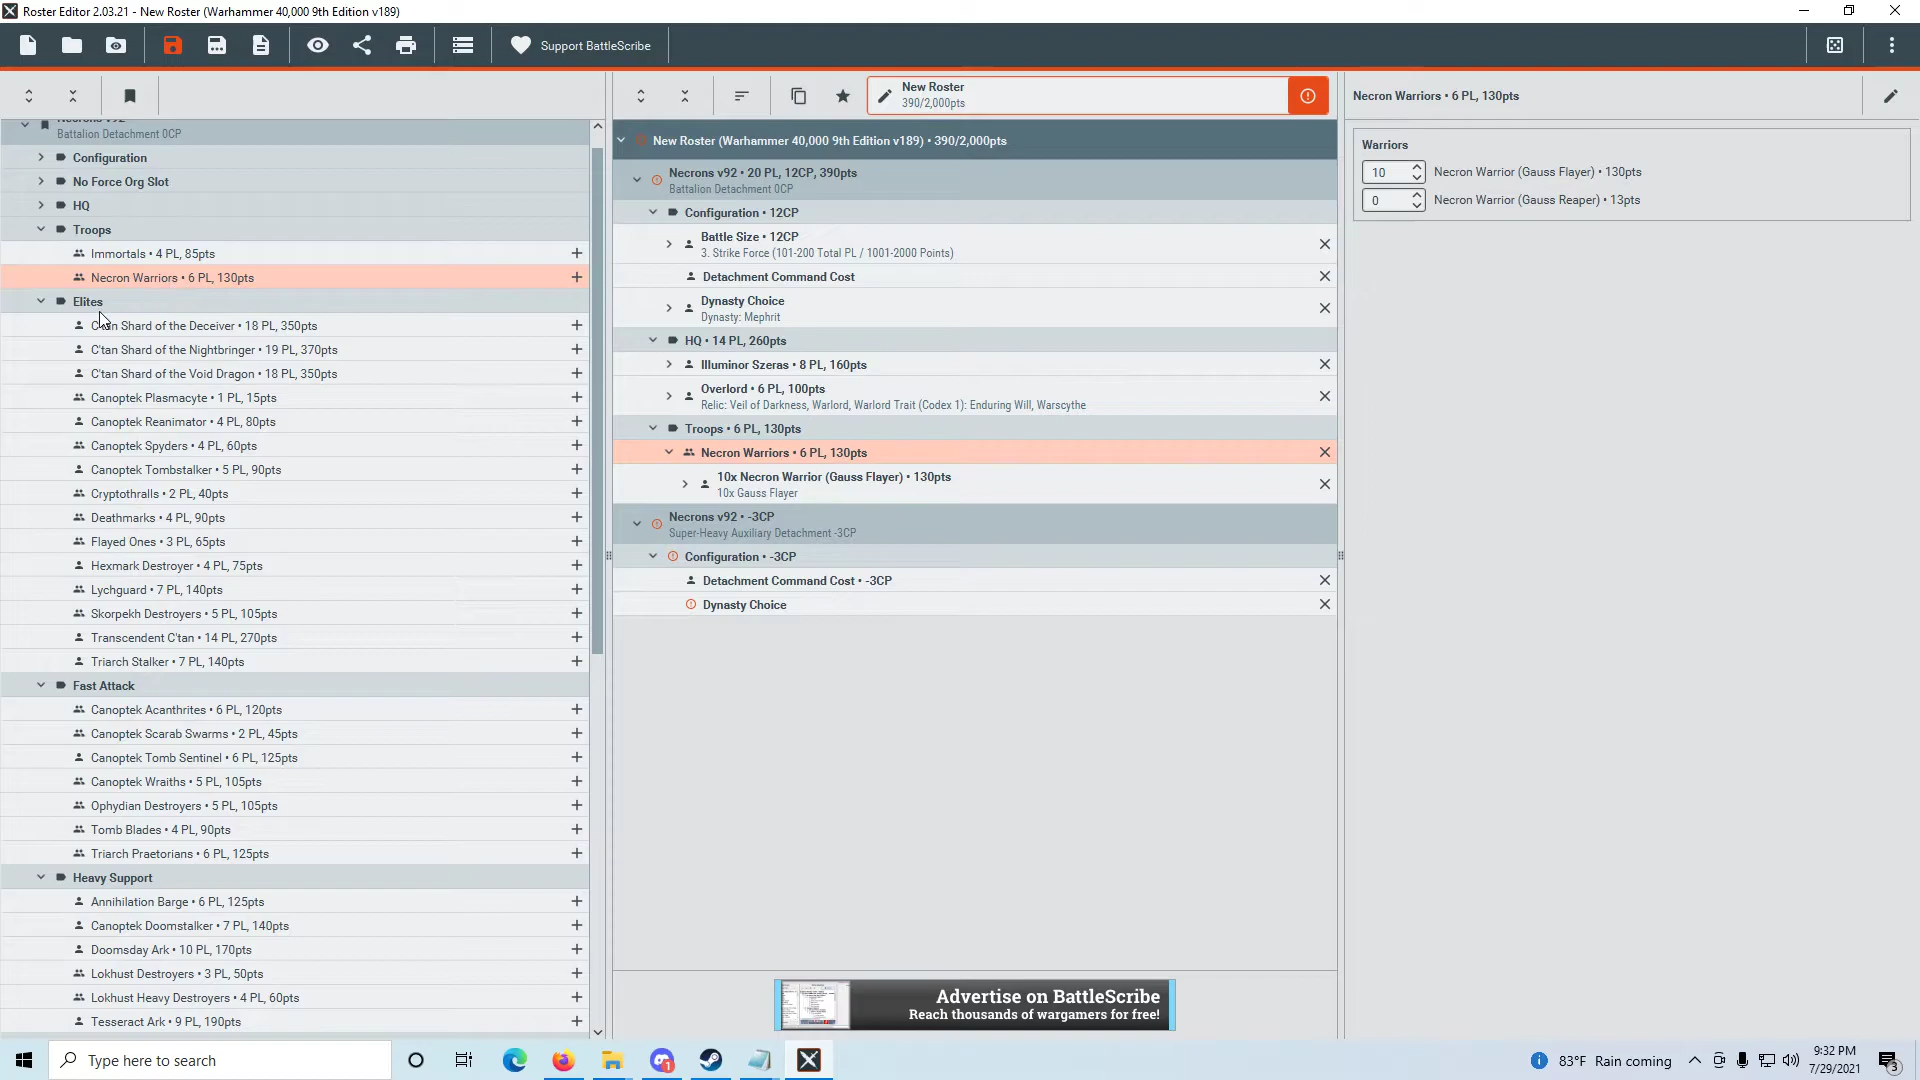 Roster Editor 2.03.21 - New Roster (Warhammer 40,000 9th Edition v189)
Support BattleScribe
New Roster
390/2,000pts
Necron Warriors • 6 PL, 130pts
Necrons v92
Battalion Detachment 0CP
Configuration
No Force Org Slot
HQ
Troops
Immortals • 4 PL, 85pts
Necron Warriors • 6 PL, 130pts
Elites
C'tan Shard of the Deceiver • 18 PL, 350pts
C'tan Shard of the Nightbringer • 19 PL, 370pts
C'tan Shard of the Void Dragon • 18 PL, 350pts
Canoptek Plasmacyte • 1 PL, 15pts
Canoptek Reanimator • 4 PL, 80pts
Canoptek Spyders • 4 PL, 60pts
Canoptek Tombstalker • 5 PL, 90pts
Cryptothralls • 2 PL, 40pts
Deathmarks • 4 PL, 90pts
Flayed Ones • 3 PL, 65pts
Hexmark Destroyer • 4 PL, 75pts
Lychguard • 7 PL, 140pts
Skorpekh Destroyers • 5 PL, 105pts
Transcendent C'tan • 14 PL, 270pts
Triarch Stalker • 7 PL, 140pts
Fast Attack
Canoptek Acanthrites • 6 PL, 120pts
Canoptek Scarab Swarms • 2 PL, 45pts
Canoptek Tomb Sentinel • 6 PL, 125pts
Canoptek Wraiths • 5 PL, 105pts
Ophydian Destroyers • 5 PL, 105pts
Tomb Blades • 4 PL, 90pts
Triarch Praetorians • 6 PL, 125pts
Heavy Support
Annihilation Barge • 6 PL, 125pts
Canoptek Doomstalker • 7 PL, 140pts
Doomsday Ark • 10 PL, 170pts
Lokhust Destroyers • 3 PL, 50pts
Lokhust Heavy Destroyers • 4 PL, 60pts
Tesseract Ark • 9 PL, 190pts
New Roster (Warhammer 40,000 9th Edition v189) • 390/2,000pts
Necrons v92 • 20 PL, 12CP, 390pts
Battalion Detachment 0CP
Configuration • 12CP
Battle Size • 12CP
3. Strike Force (101-200 Total PL / 1001-2000 Points)
Detachment Command Cost
Dynasty Choice
Dynasty: Mephrit
HQ • 14 PL, 260pts
Illuminor Szeras • 8 PL, 160pts
Overlord • 6 PL, 100pts
Relic: Veil of Darkness, Warlord, Warlord Trait (Codex 1): Enduring Will, Warscythe
Troops • 6 PL, 130pts
Necron Warriors • 6 PL, 130pts
10x Necron Warrior (Gauss Flayer) • 130pts
10x Gauss Flayer
Necrons v92 • -3CP
Super-Heavy Auxiliary Detachment -3CP
Configuration • -3CP
Detachment Command Cost • -3CP
Dynasty Choice
Advertise on BattleScribe
Reach thousands of wargamers for free!
Warriors
10 Necron Warrior (Gauss Flayer) • 130pts
0 Necron Warrior (Gauss Reaper) • 13pts
Type here to search
1
83°F Rain coming
9:32 PM
7/29/2021
3